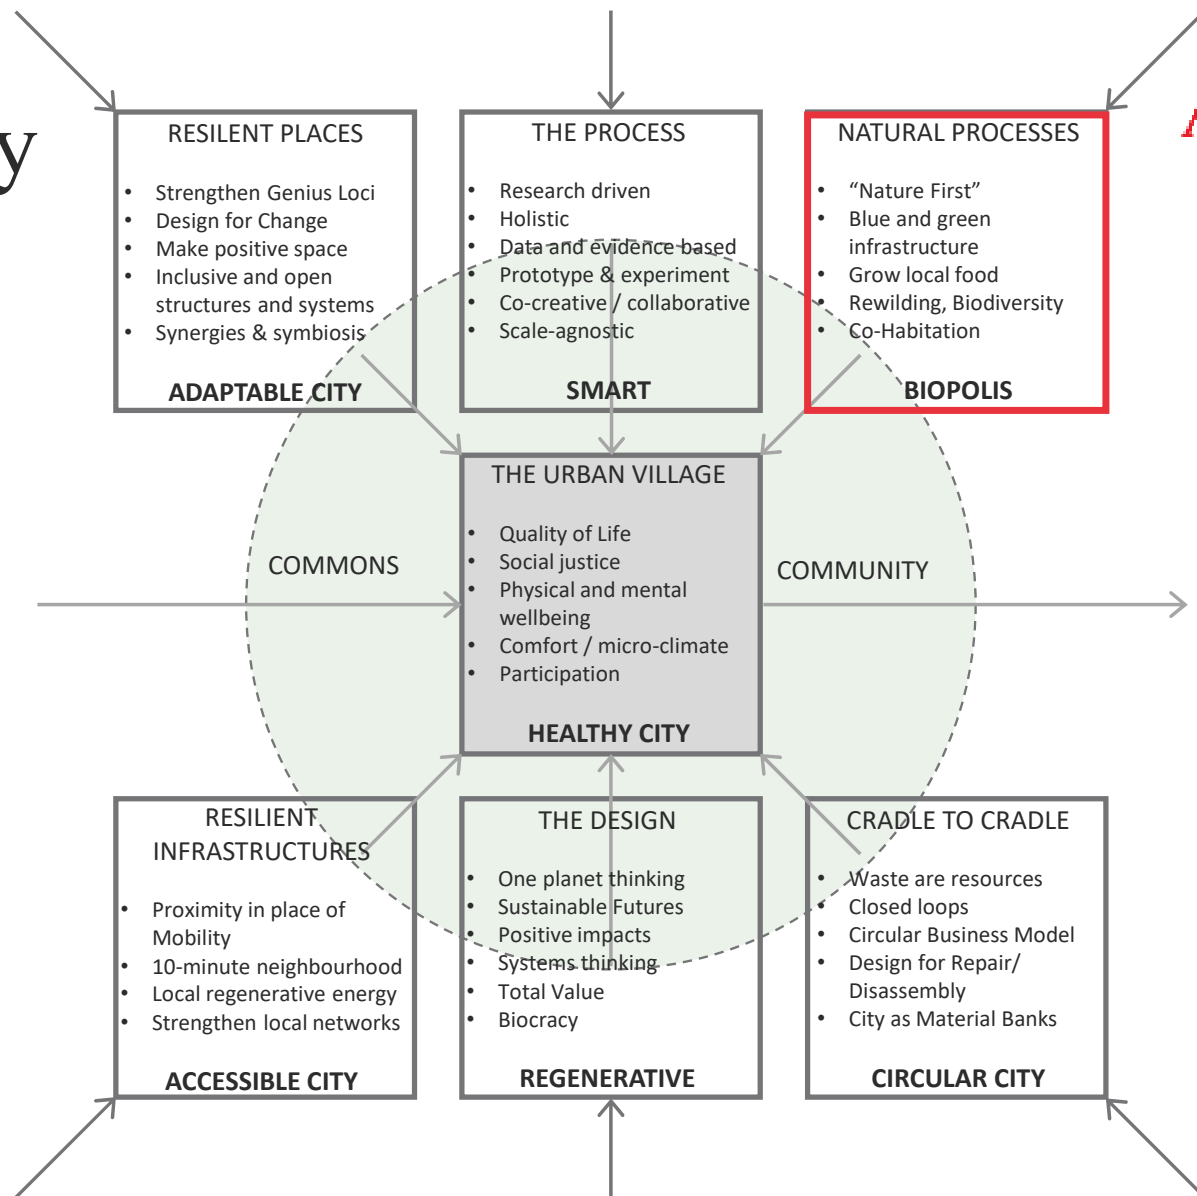 y
RESILENT PLACES
• Strengthen Genius Loci
• Design for Change
• Make positive space
• Inclusive and open
structures and systems
• Synergies & symbiosis
ADAPTABLE CITY
THE PROCESS
• Research driven
• Holistic
• Data and evidence based
• Prototype & experiment
• Co-creative / collaborative
• Scale-agnostic
SMART
NATURAL PROCESSES
• “Nature First”
• Blue and green
infrastructure
• Grow local food
• Rewilding, Biodiversity
• Co-Habitation
BIOPOLIS
COMMONS
THE URBAN VILLAGE
• Quality of Life
• Social justice
• Physical and mental
wellbeing
• Comfort / micro-climate
• Participation
HEALTHY CITY
COMMUNITY
RESILIENT
INFRASTRUCTURES
• Proximity in place of
Mobility
• 10-minute neighbourhood
• Local regenerative energy
• Strengthen local networks
ACCESSIBLE CITY
THE DESIGN
• One planet thinking
• Sustainable Futures
• Positive impacts
• Systems thinking
• Total Value
• Biocracy
REGENERATIVE
CRADLE TO CRADLE
• Waste are resources
• Closed loops
• Circular Business Model
• Design for Repair/
Disassembly
• City as Material Banks
CIRCULAR CITY